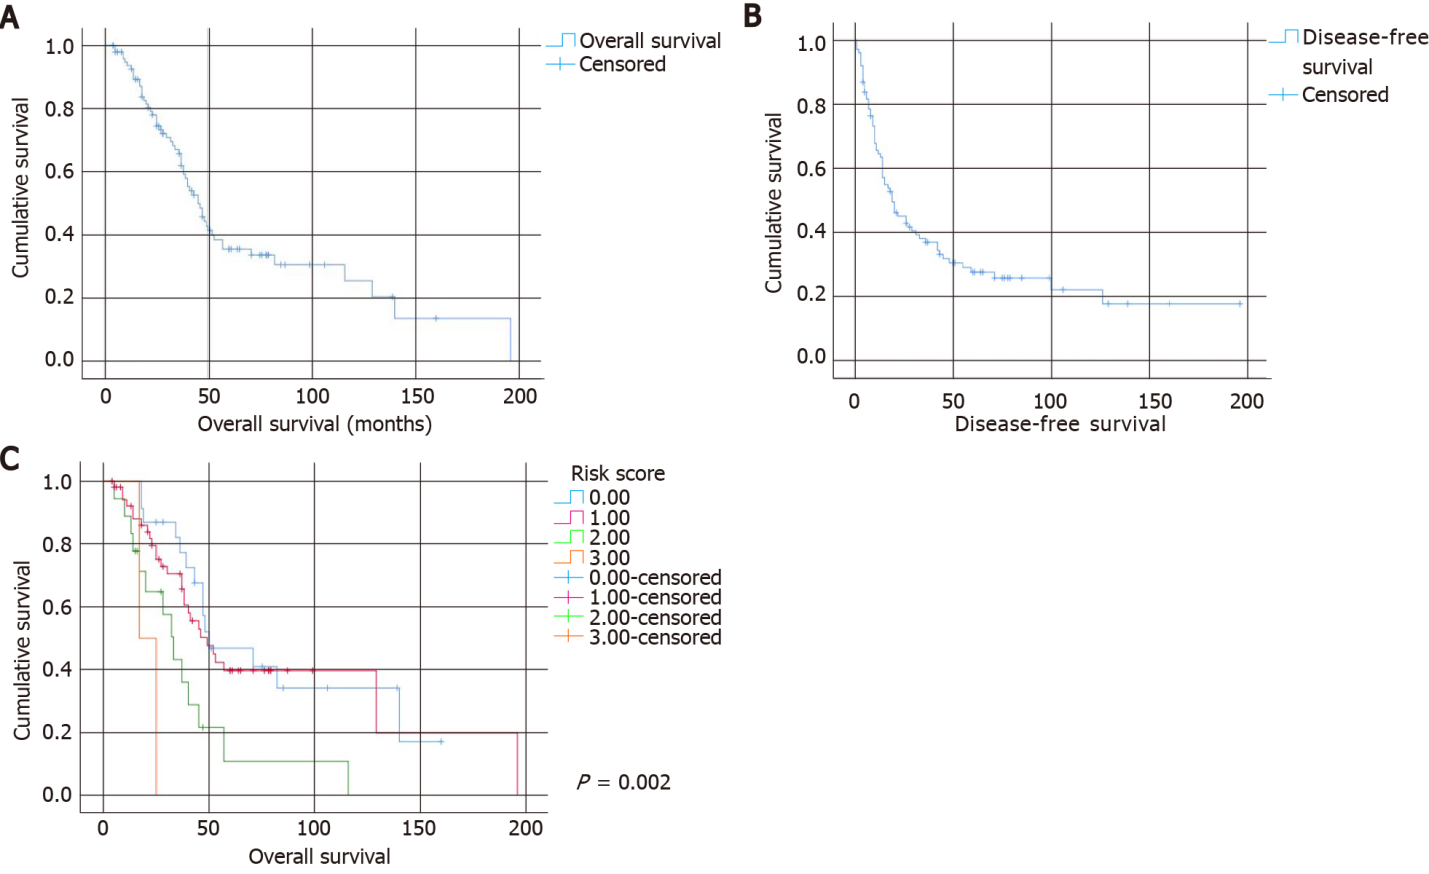 A
1.0
0.8
0.6
0.4
0.2
0.0
Cumulative survival
0 50 100 150 200
Overall survival (months)
Overall survival
Censored
B
1.0
0.8
0.6
0.4
0.2
0.0
Cumulative survival
0 50 100 150 200
Disease-free survival
Disease-free
survival
Censored
C
1.0
0.8
0.6
0.4
0.2
0.0
Cumulative survival
0 50 100 150 200
Overall survival
Risk score
0.00
1.00
2.00
3.00
0.00-censored
1.00-censored
2.00-censored
3.00-censored
P = 0.002